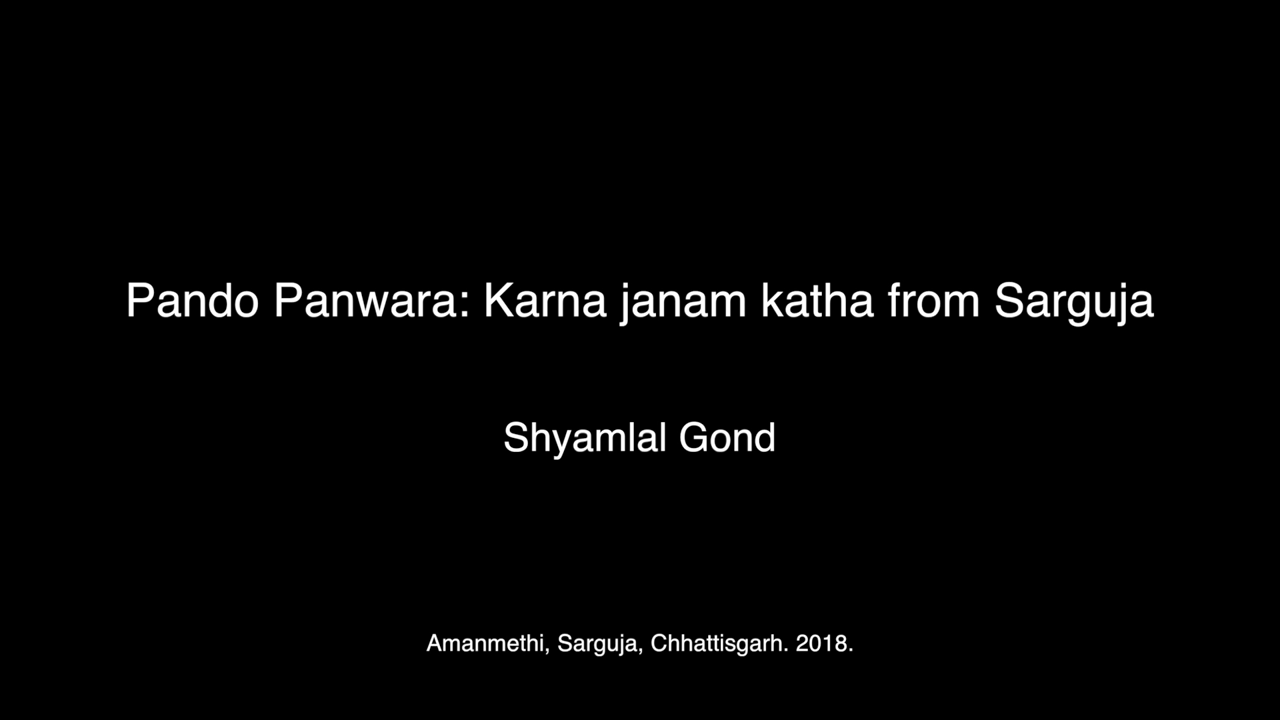 Pando Panwara: Karna janam katha from Sarguja
Shyamlal Gond
Amanmethi, Sarguja, Chhattisgarh. 2018.